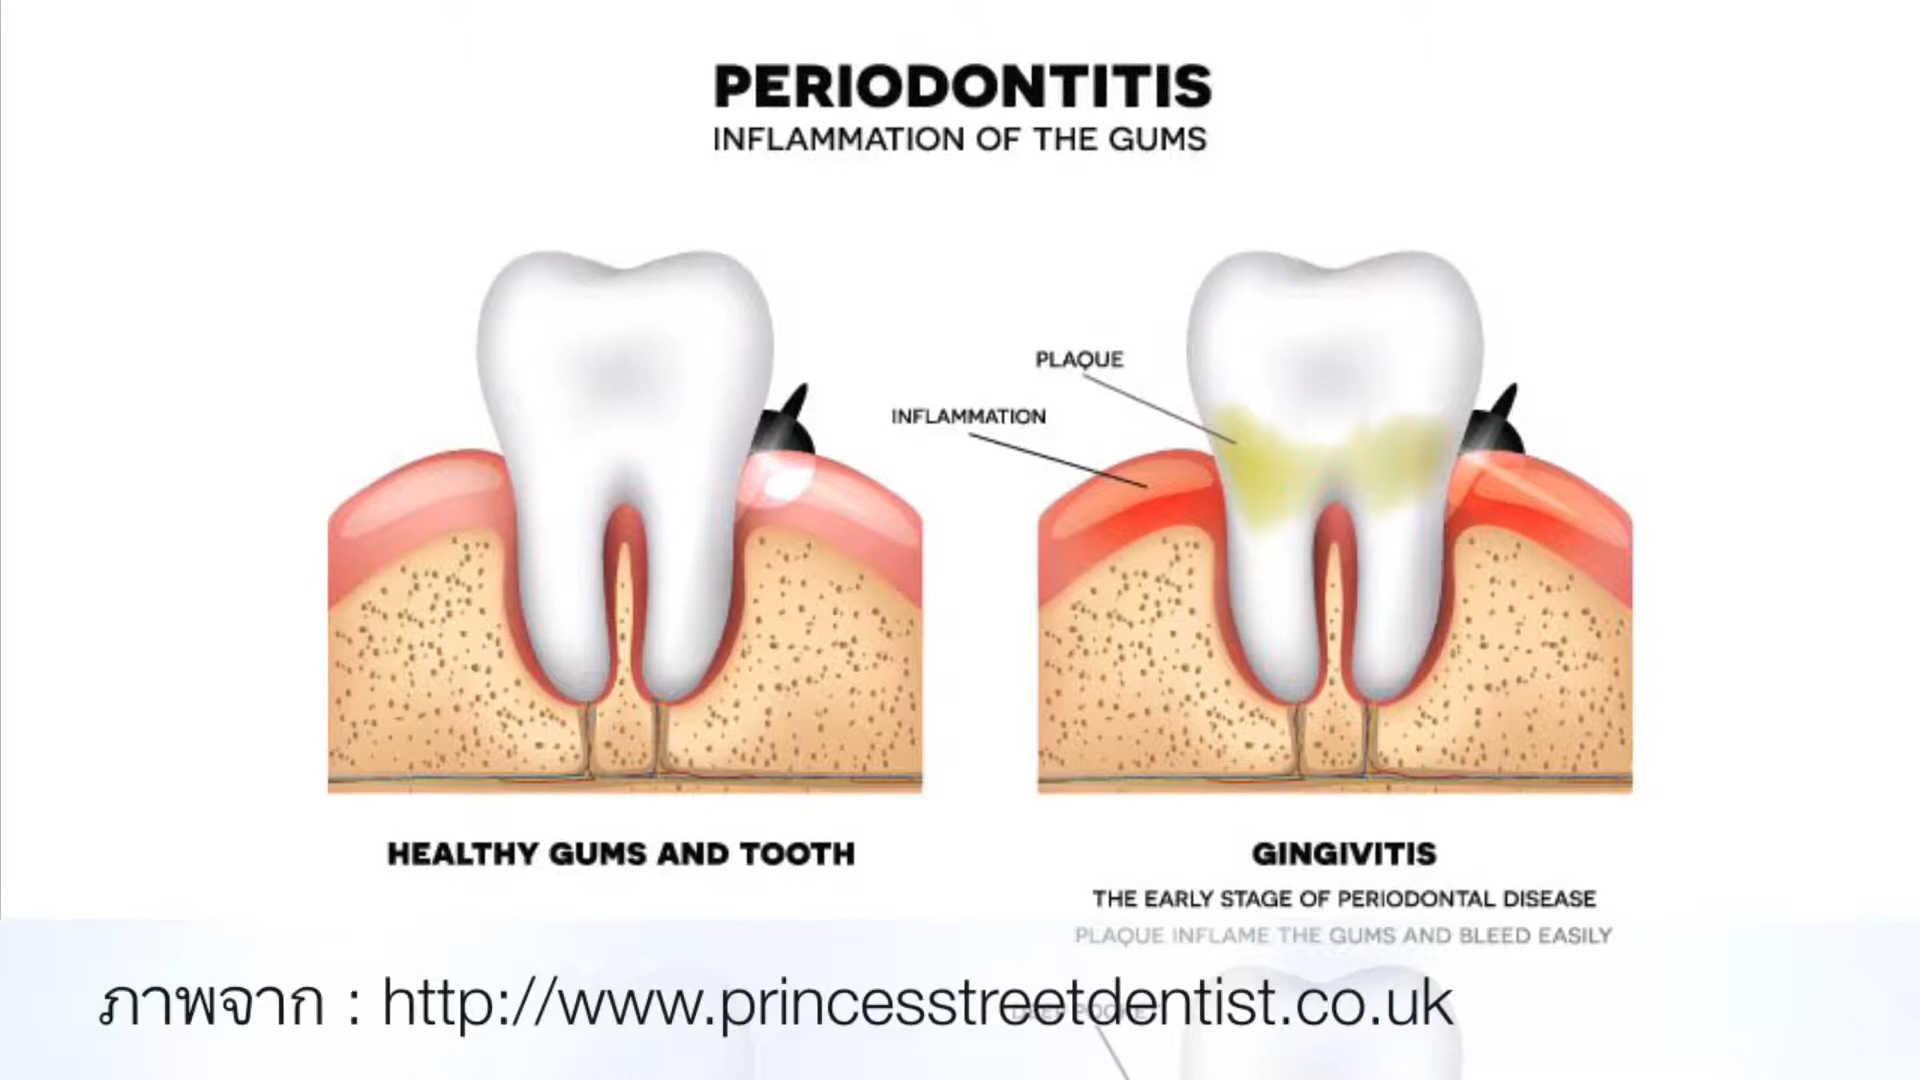 PERIODONTITIS
INFLAMMATION OF THE GUMS
PLAQUE
INFLAMMATION
HEALTHY GUMS AND TOOTH
GINGIVITIS
THE EARLY STAGE OF PERIODONTAL DISEASE
PLAQUE INFLAME THE GUMS AND BLEED EASILY
ภาพจาก : http://www.princesstreetdentist.co.uk